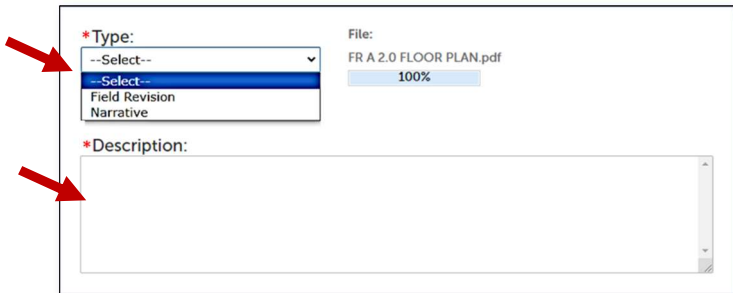 *Type:
--Select--
--Select--
Field Revision
Narrative
File:
FR A 2.0 FLOOR PLAN.pdf
100%
*Description: